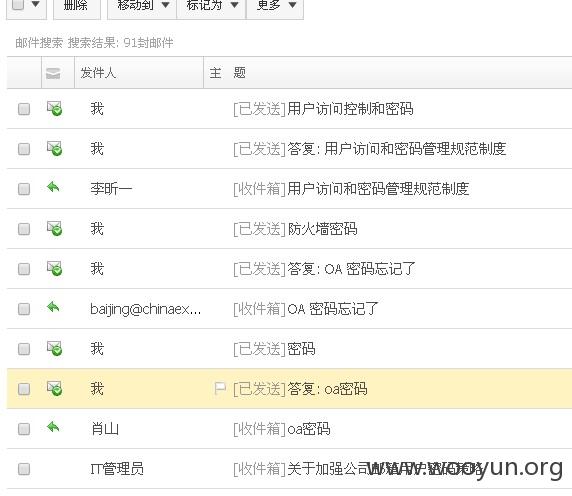 删除 移动到 标记为 更多
邮件搜索 搜索结果: 91封邮件
发件人 主 题
我 [已发送]用户访问控制和密码
我 [已发送]答复: 用户访问和密码管理规范制度
李昕一 [收件箱]用户访问和密码管理规范制度
我 [已发送]防火墙密码
我 [已发送]答复: OA 密码忘记了
baijing@chinaex... [收件箱]OA 密码忘记了
我 [已发送]密码
我 [已发送]答复: oa密码
肖山 [收件箱]oa密码
IT管理员 [收件箱]关于加强公司邮箱用户密码策略
www.wooyun.org